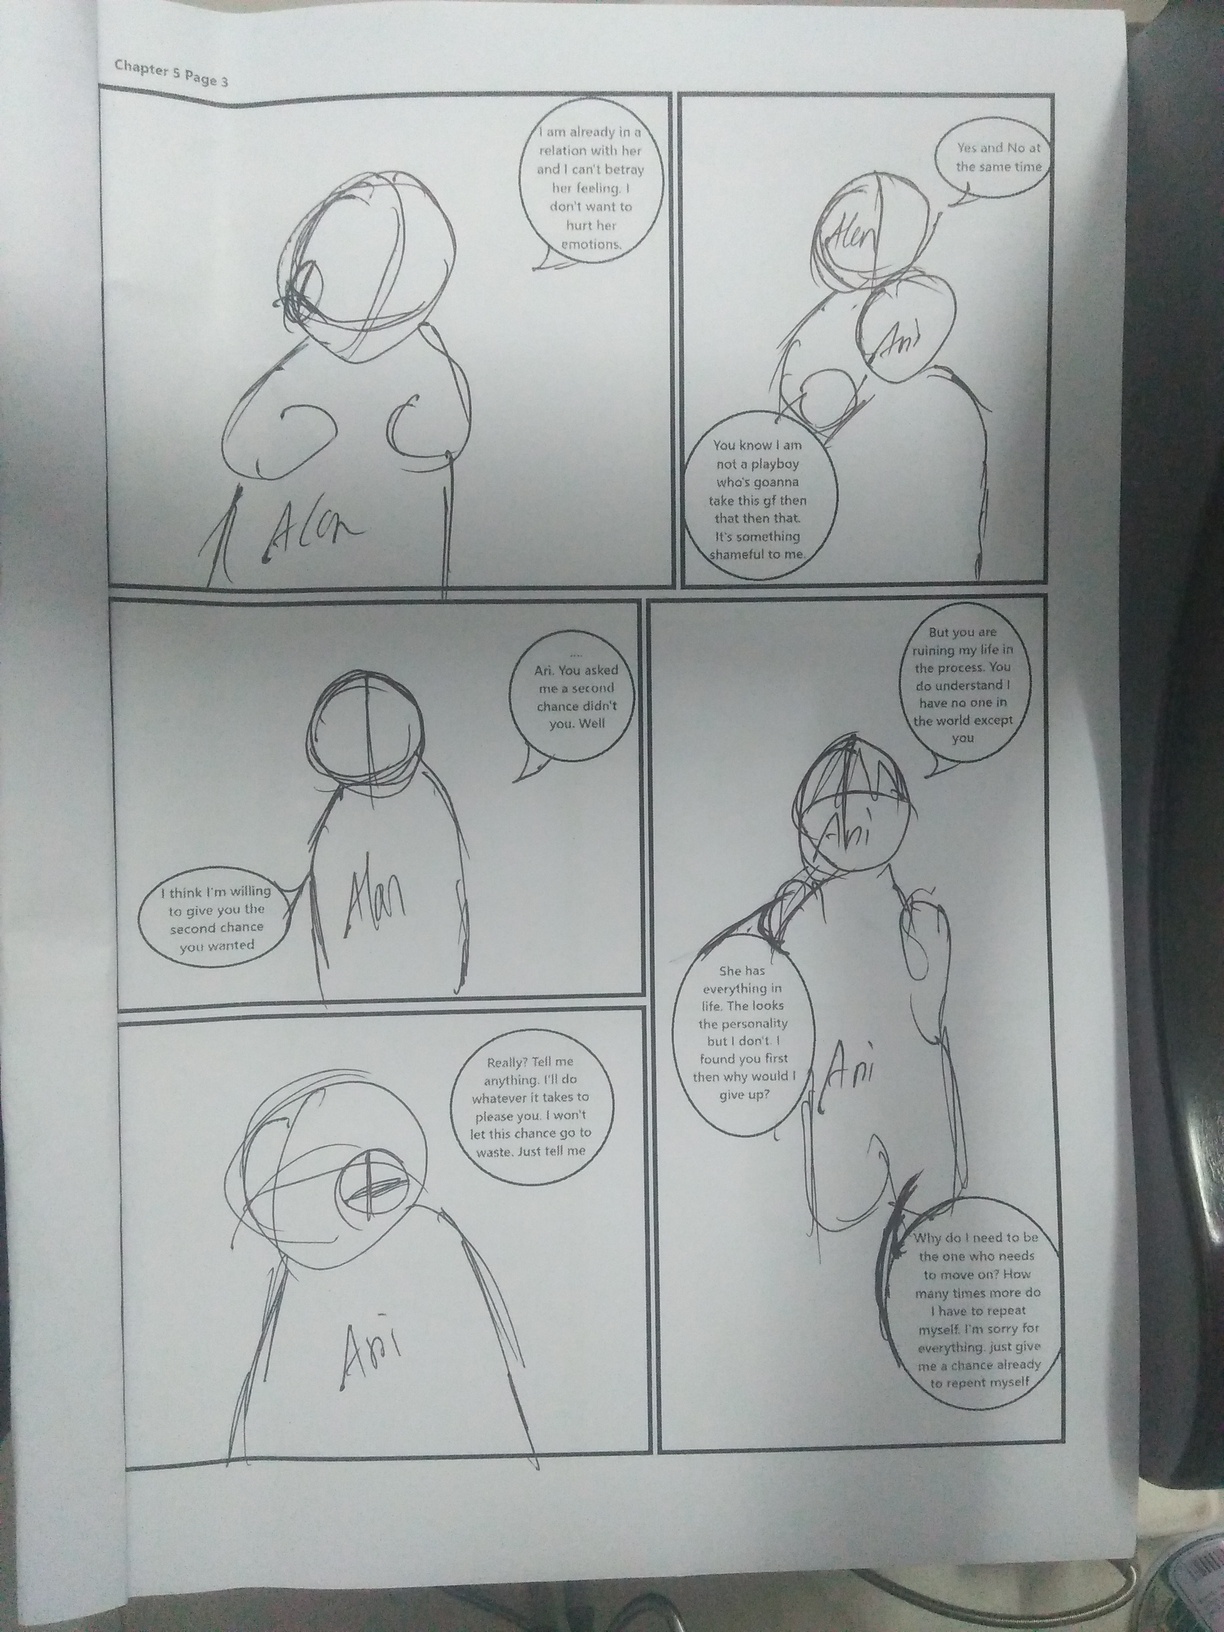 Chapter 5 Page 3
Yes and No at
the same time
Alen
Ani
You know I am
not a playboy
who's goanna
take this gf then
that then that.
It's something
shameful to me.
I am already in a
relation with her
and I can't betray
her feeling. I
don't want to
hurt her
emotions.
Alen
But you are
ruining my life in
the process. You
do understand I
have no one in
the world except
you
Ani
She has
everything in
life. The looks
the personality
but I don't. I
found you first
then why would I
give up?
Ani
Why do I need to be
the one who needs
to move on? How
many times more do
I have to repeat
myself. I'm sorry for
everything. just give
me a chance already
to repent myself
....
Ari. You asked
me a second
chance didn't
you. Well
I think I'm willing
to give you the
second chance
you wanted
Alan
Really? Tell me
anything. I'll do
whatever it takes to
please you. I won't
let this chance go to
waste. Just tell me
Ani